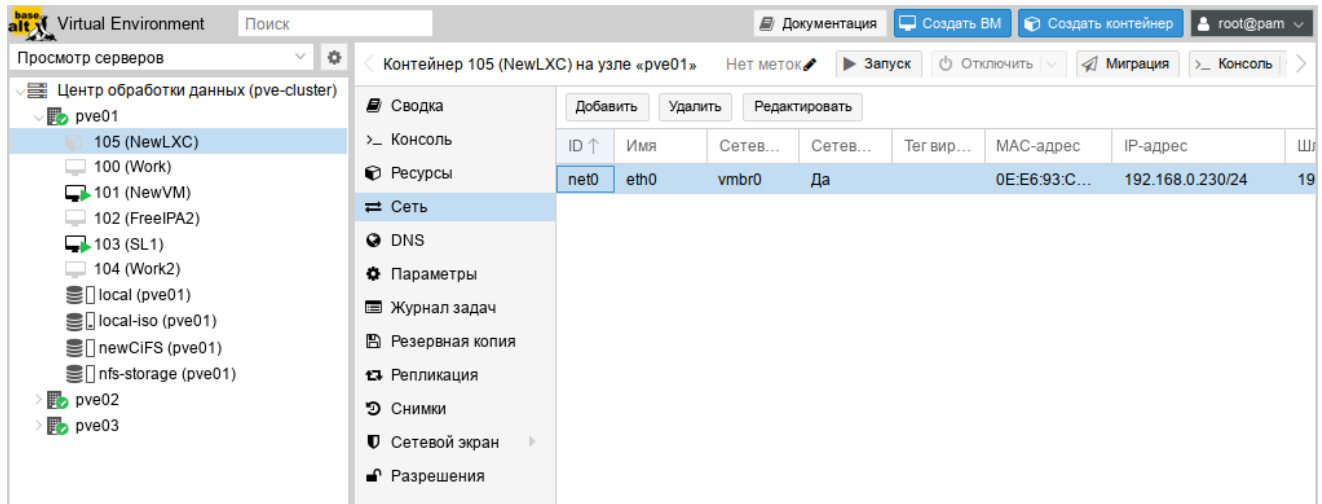 base alt Virtual Environment Поиск Документация Создать ВМ Создать контейнер root@pam
Просмотр серверов
Контейнер 105 (NewLXC) на узле «pve01» Нет меток Запуск Отключить Миграция >_ Консоль
Центр обработки данных (pve-cluster)
pve01
105 (NewLXC)
100 (Work)
101 (NewVM)
102 (FreeIPA2)
103 (SL1)
104 (Work2)
local (pve01)
local-iso (pve01)
newCiFS (pve01)
nfs-storage (pve01)
pve02
pve03
Сводка
>_ Консоль
Ресурсы
Сеть
DNS
Параметры
Журнал задач
Резервная копия
Репликация
Снимки
Сетевой экран
Разрешения
Добавить Удалить Редактировать
ID ↑ Имя Сетев... Сетев... Тег вир... MAC-адрес IP-адрес Шл
net0 eth0 vmbr0 Да 0E:E6:93:C... 192.168.0.230/24 19